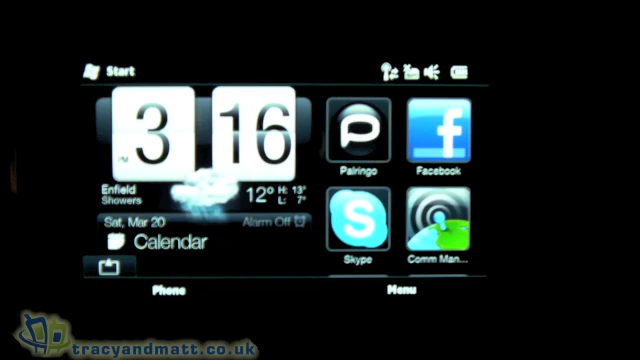 Start
3 16
PM
Palringo
Facebook
Enfield
Showers
12° H: 13°
L: 7°
Sat, Mar 20
Alarm Off
Calendar
Skype
Comm Man...
Phone
Menu
tracyandmatt.co.uk